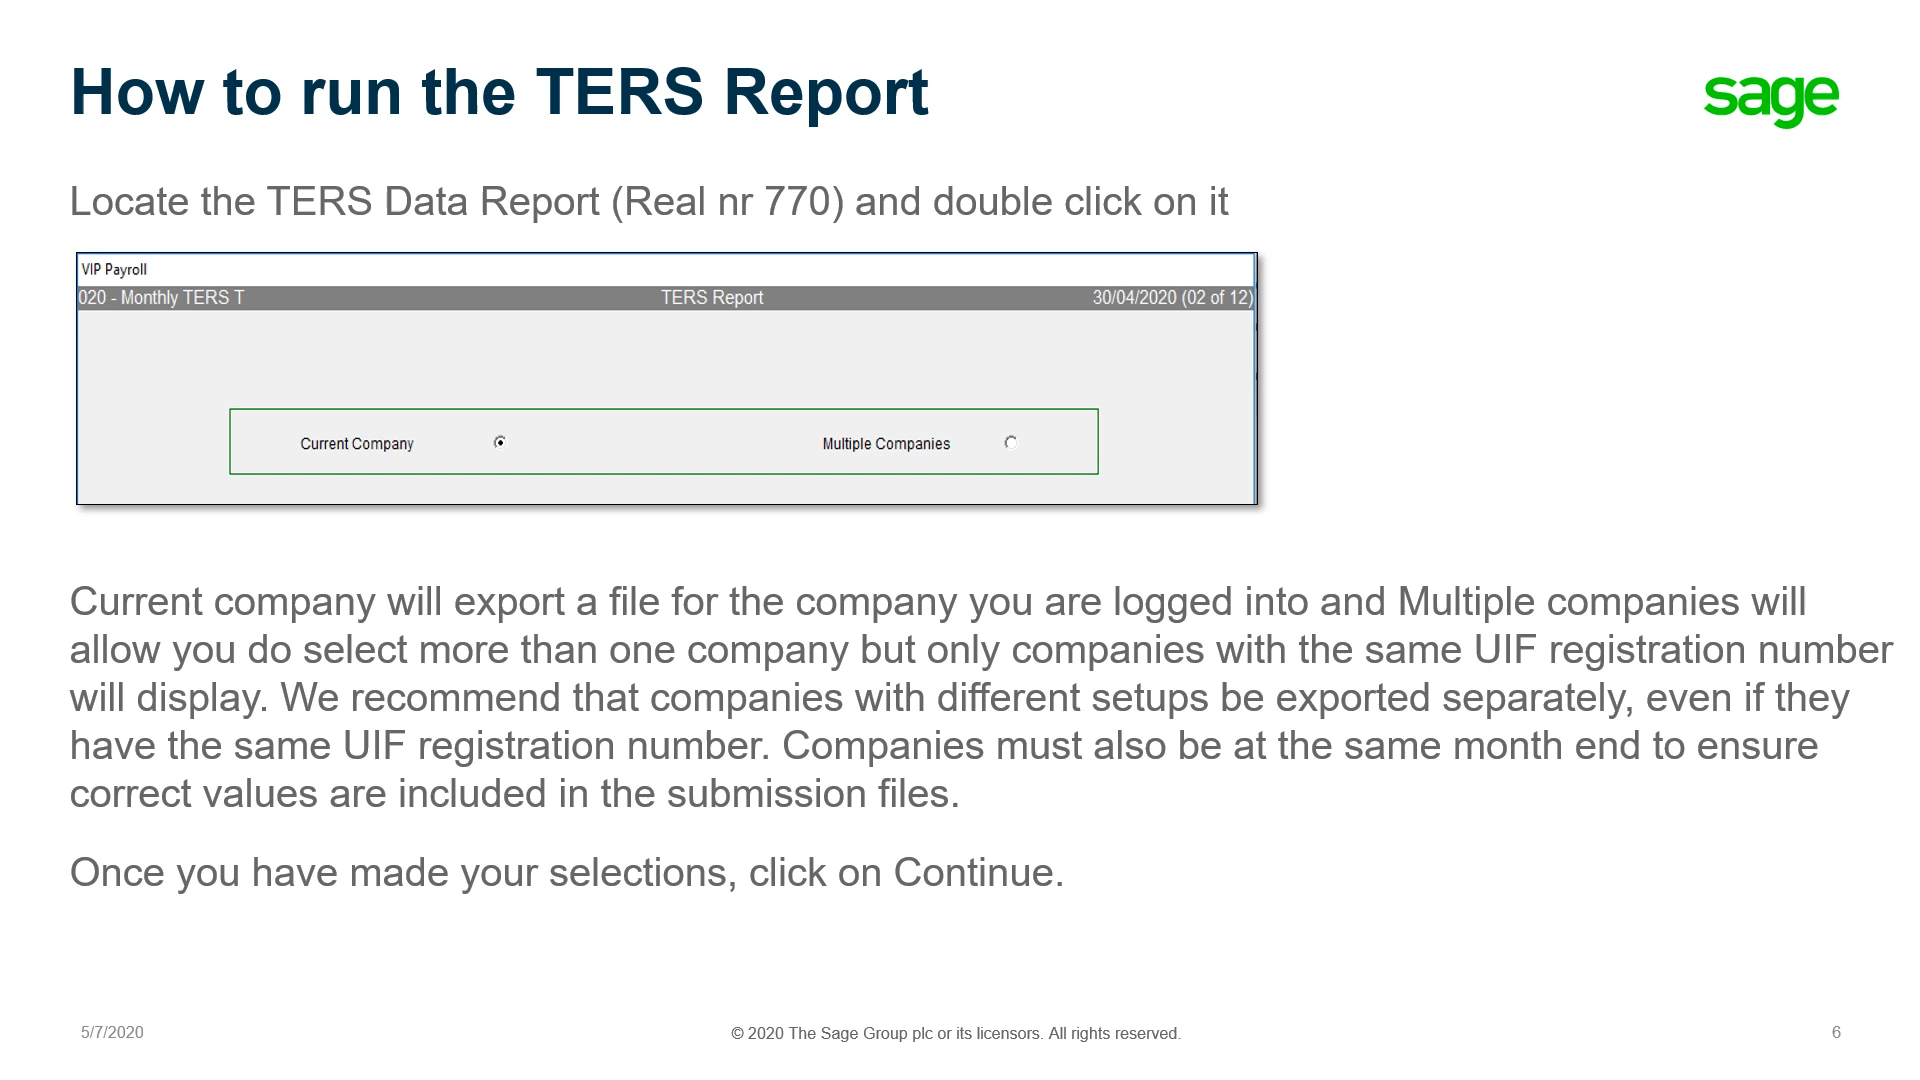 How to run the TERS Report
sage
Locate the TERS Data Report (Real nr 770) and double click on it
VIP Payroll
020 - Monthly TERS T TERS Report 30/04/2020 (02 of 12)
Current Company Multiple Companies
Current company will export a file for the company you are logged into and Multiple companies will
allow you do select more than one company but only companies with the same UIF registration number
will display. We recommend that companies with different setups be exported separately, even if they
have the same UIF registration number. Companies must also be at the same month end to ensure
correct values are included in the submission files.
Once you have made your selections, click on Continue.
5/7/2020 © 2020 The Sage Group plc or its licensors. All rights reserved. 6